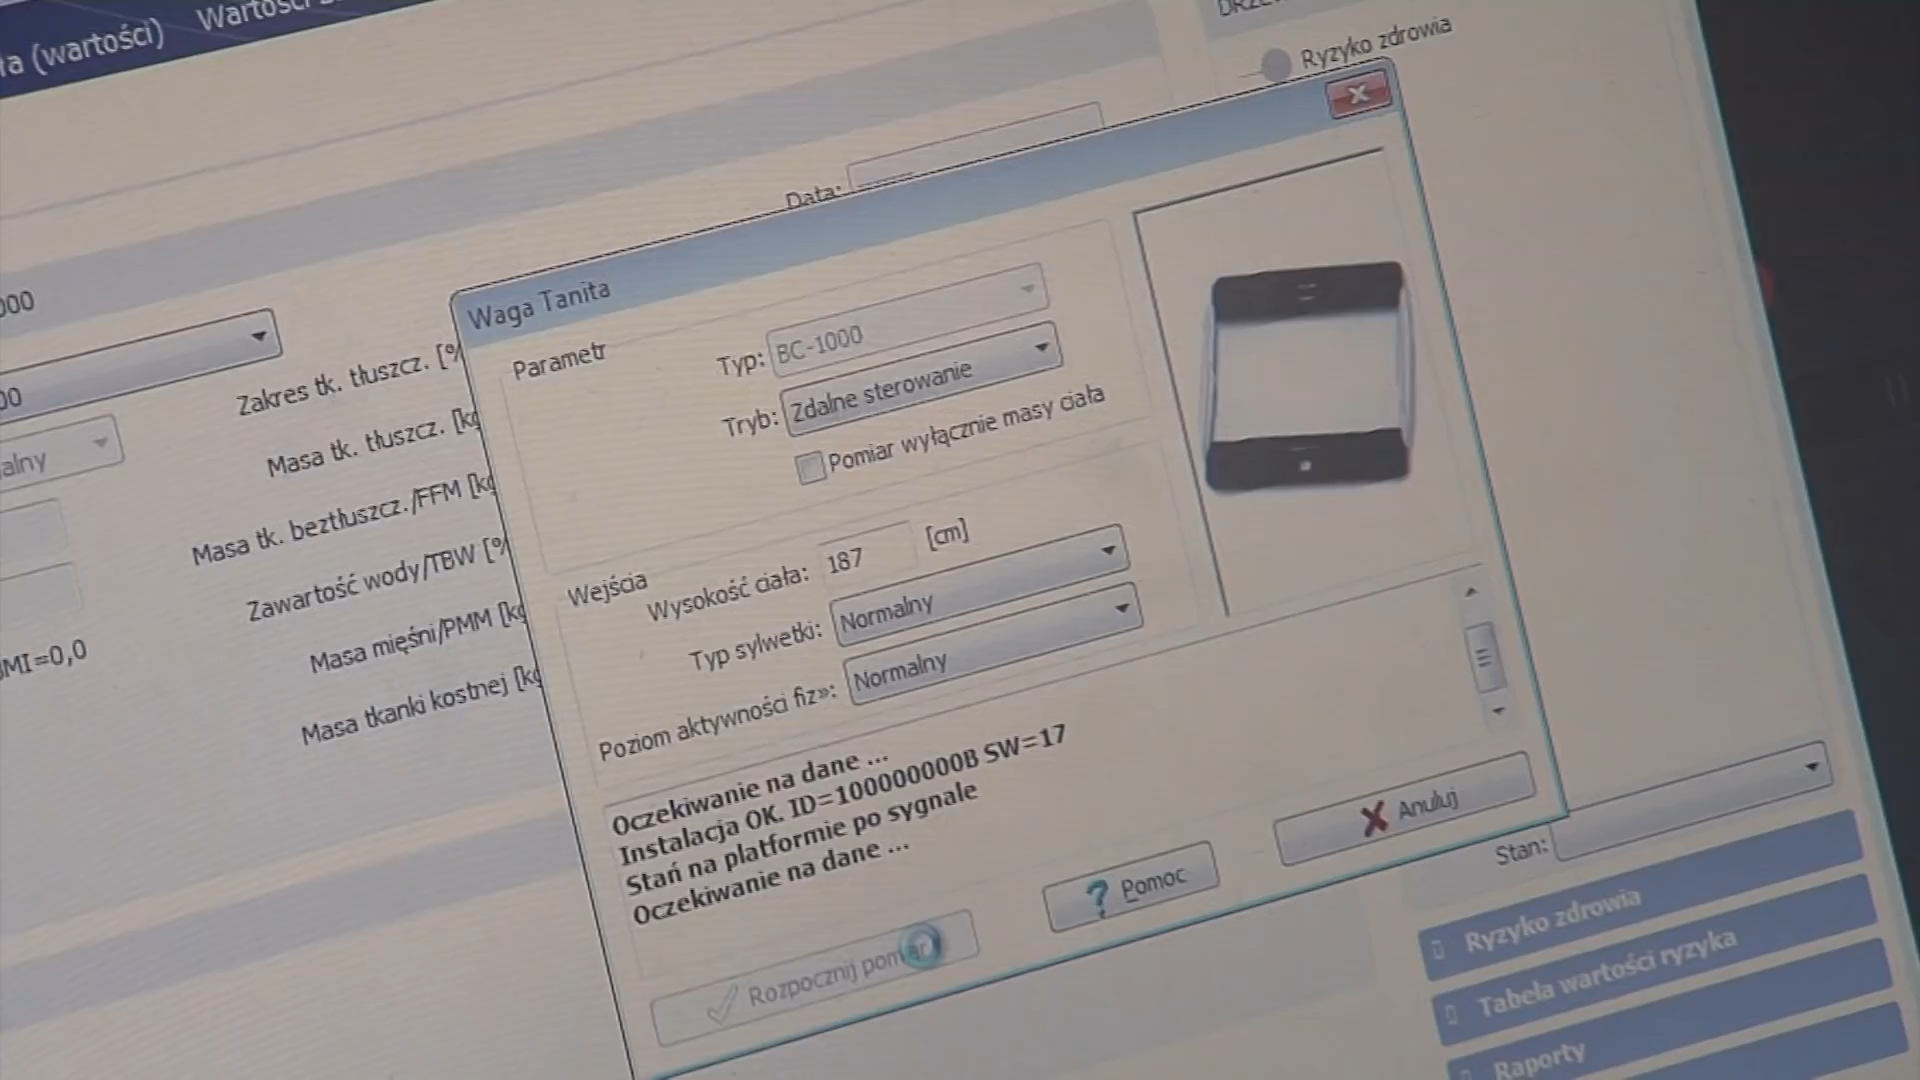 (wartości)
Ryzyko zdrowia
Data:
Waga Tanita
Parametr
Typ: BC-1000
Tryb: Zdalne sterowanie
Pomiar wyłącznie masy ciała
Wejścia
Wysokość ciała: 187 [cm]
Typ sylwetki: Normalny
Poziom aktywności fiz»: Normalny
Oczekiwanie na dane ...
Instalacja OK. ID=100000000B SW=17
Stań na platformie po sygnale
Oczekiwanie na dane ...
Rozpocznij pomiar
? Pomoc
Anuluj
Zakres tk. tłuszcz. [%
Masa tk. tłuszcz. [kg
Masa tk. beztłuszcz./FFM [kg
Zawartość wody/TBW [%
Masa mięśni/PMM [kg
Masa tkanki kostnej [kg
MI=0,0
Stan:
Ryzyko zdrowia
Tabela wartości ryzyka
Raporty